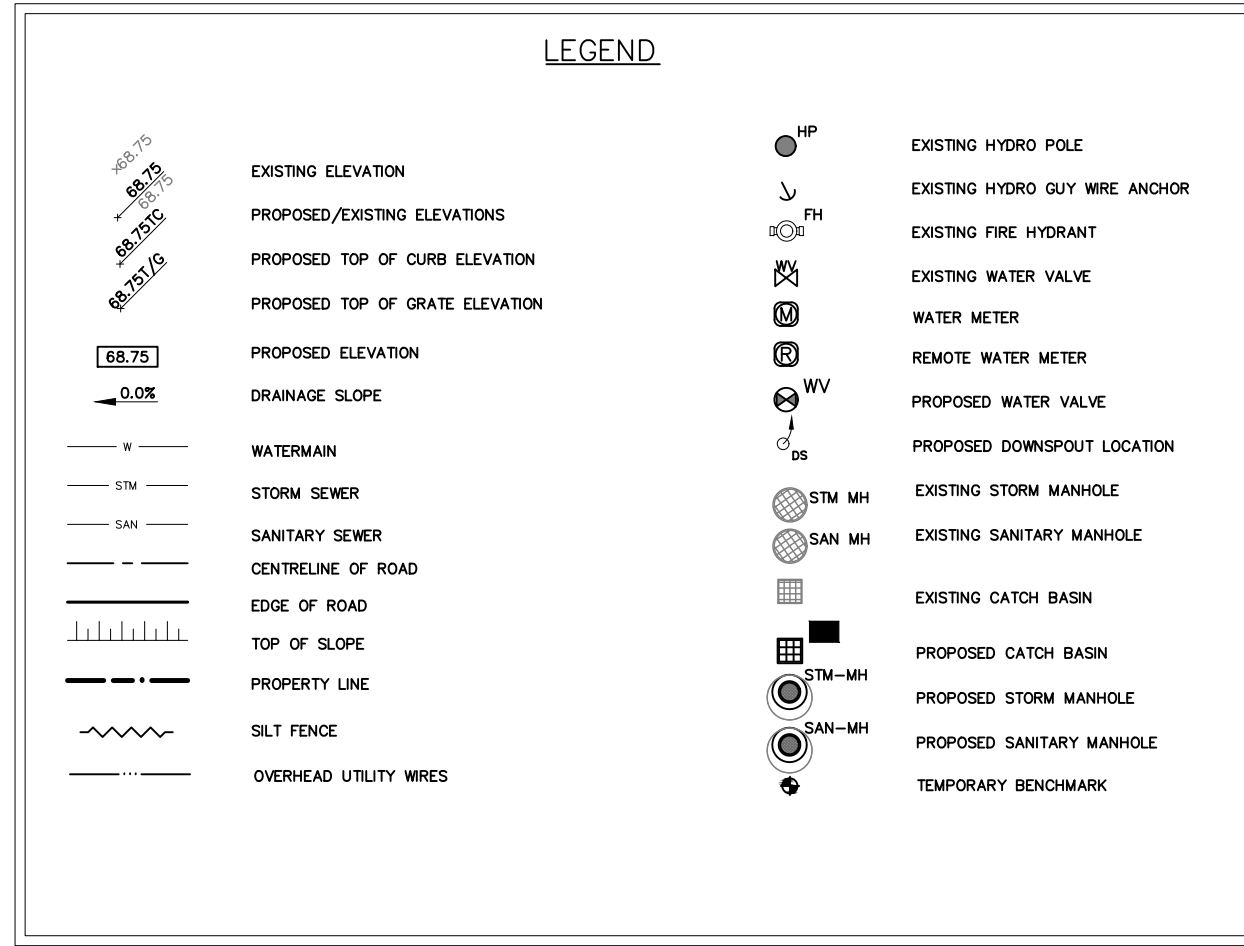 LEGEND
x68.75
EXISTING ELEVATION
68.75
68.75
PROPOSED/EXISTING ELEVATIONS
68.75TC
PROPOSED TOP OF CURB ELEVATION
68.75T/G
PROPOSED TOP OF GRATE ELEVATION
68.75
PROPOSED ELEVATION
0.0%
DRAINAGE SLOPE
W
WATERMAIN
STM
STORM SEWER
SAN
SANITARY SEWER
CENTRELINE OF ROAD
EDGE OF ROAD
TOP OF SLOPE
PROPERTY LINE
SILT FENCE
OVERHEAD UTILITY WIRES
HP
EXISTING HYDRO POLE
EXISTING HYDRO GUY WIRE ANCHOR
FH
EXISTING FIRE HYDRANT
WV
EXISTING WATER VALVE
M
WATER METER
R
REMOTE WATER METER
WV
PROPOSED WATER VALVE
DS
PROPOSED DOWNSPOUT LOCATION
STM MH
EXISTING STORM MANHOLE
SAN MH
EXISTING SANITARY MANHOLE
EXISTING CATCH BASIN
PROPOSED CATCH BASIN
STM-MH
PROPOSED STORM MANHOLE
SAN-MH
PROPOSED SANITARY MANHOLE
TEMPORARY BENCHMARK